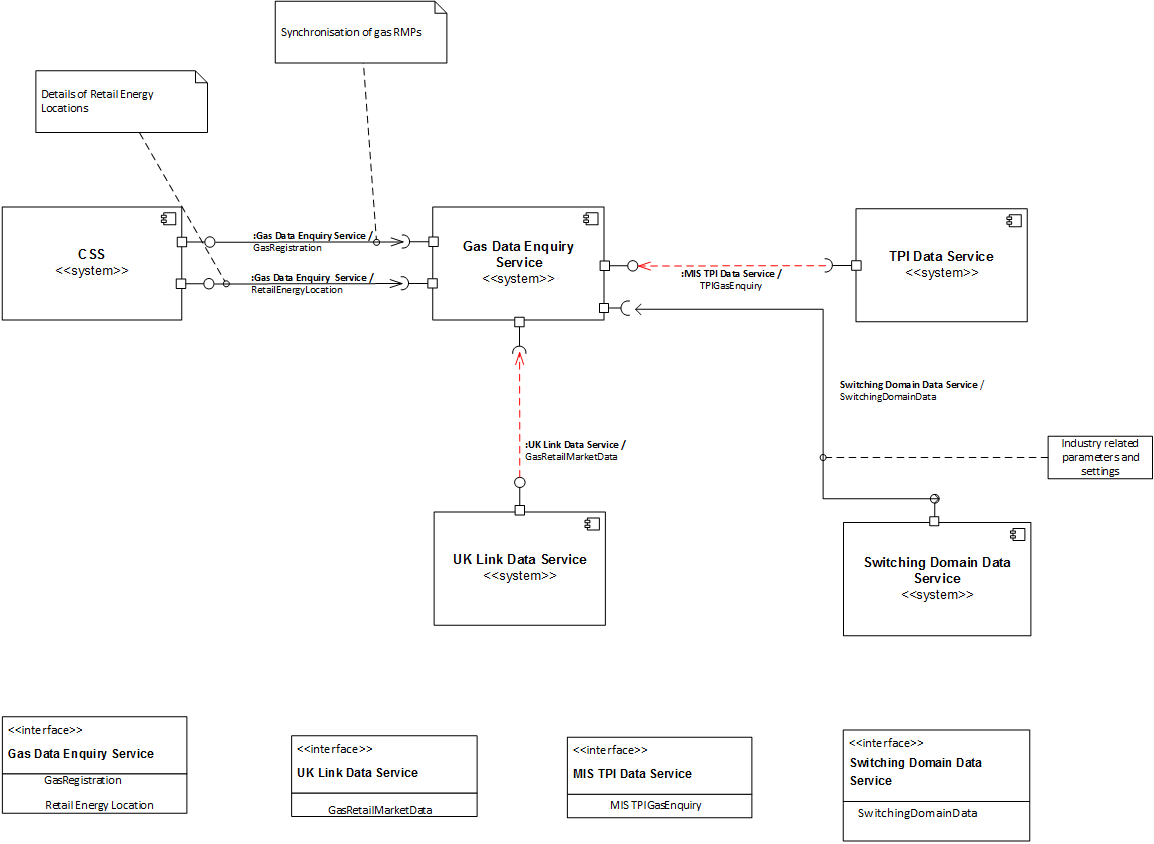 Synchronisation of gas RMPs
Details of Retail Energy
Locations
CSS
<<system>>
:Gas Data Enquiry Service /
GasRegistration
:Gas Data Enquiry Service/
RetailEnergyLocation
Gas Data Enquiry
Service
<<system>>
:MIS TPI Data Service /
TPIGasEnquiry
TPI Data Service
<<system>>
Switching Domain Data Service /
SwitchingDomainData
:UK Link Data Service /
GasRetailMarketData
Industry related
parameters and
settings
UK Link Data Service
<<system>>
Switching Domain Data
Service
<<system>>
<<interface>>
Gas Data Enquiry Service
GasRegistration
Retail Energy Location
<<interface>>
UK Link Data Service
GasRetailMarketData
<<interface>>
MIS TPI Data Service
MIS TPIGasEnquiry
<<interface>>
Switching Domain Data
Service
SwitchingDomainData